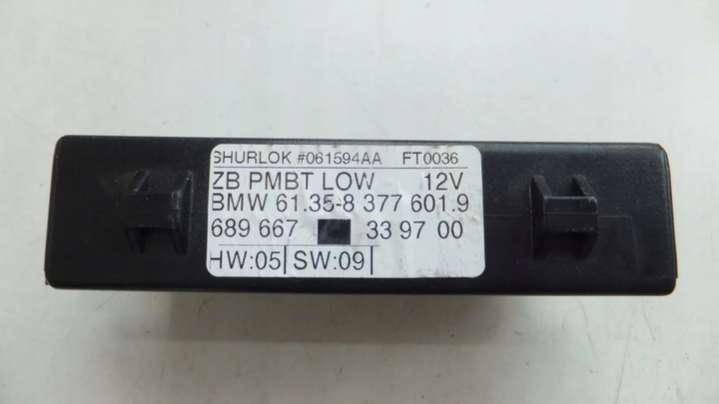 SHURLOK #061594AA FT0036
ZB PMBT LOW 12V
BMW 61.35-8 377 601.9
689 667 33 97 00
HW:05| SW:09|